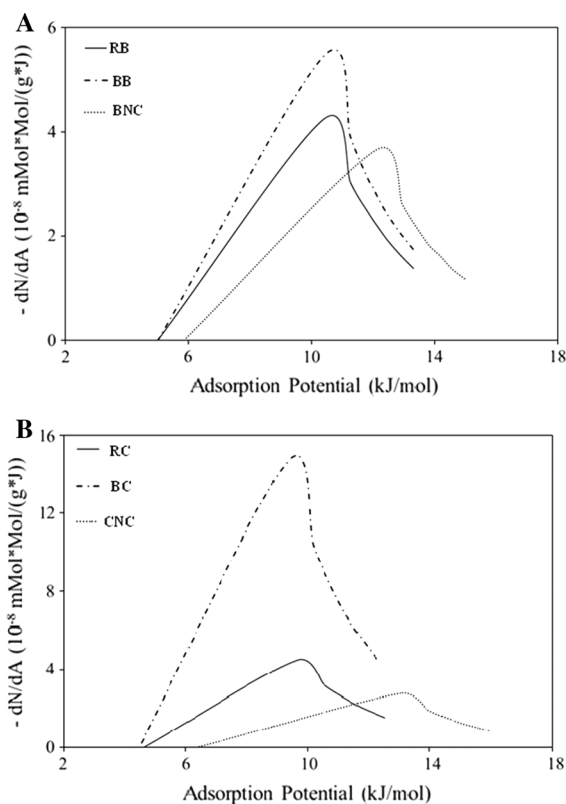 A
6
4
2
0
- dN/dA (10⁻⁸ mMol*Mol/(g*J))
RB
BB
BNC
2 6 10 14 18
Adsorption Potential (kJ/mol)
B
16
12
8
4
0
- dN/dA (10⁻⁸ mMol*Mol/(g*J))
RC
BC
CNC
2 6 10 14 18
Adsorption Potential (kJ/mol)